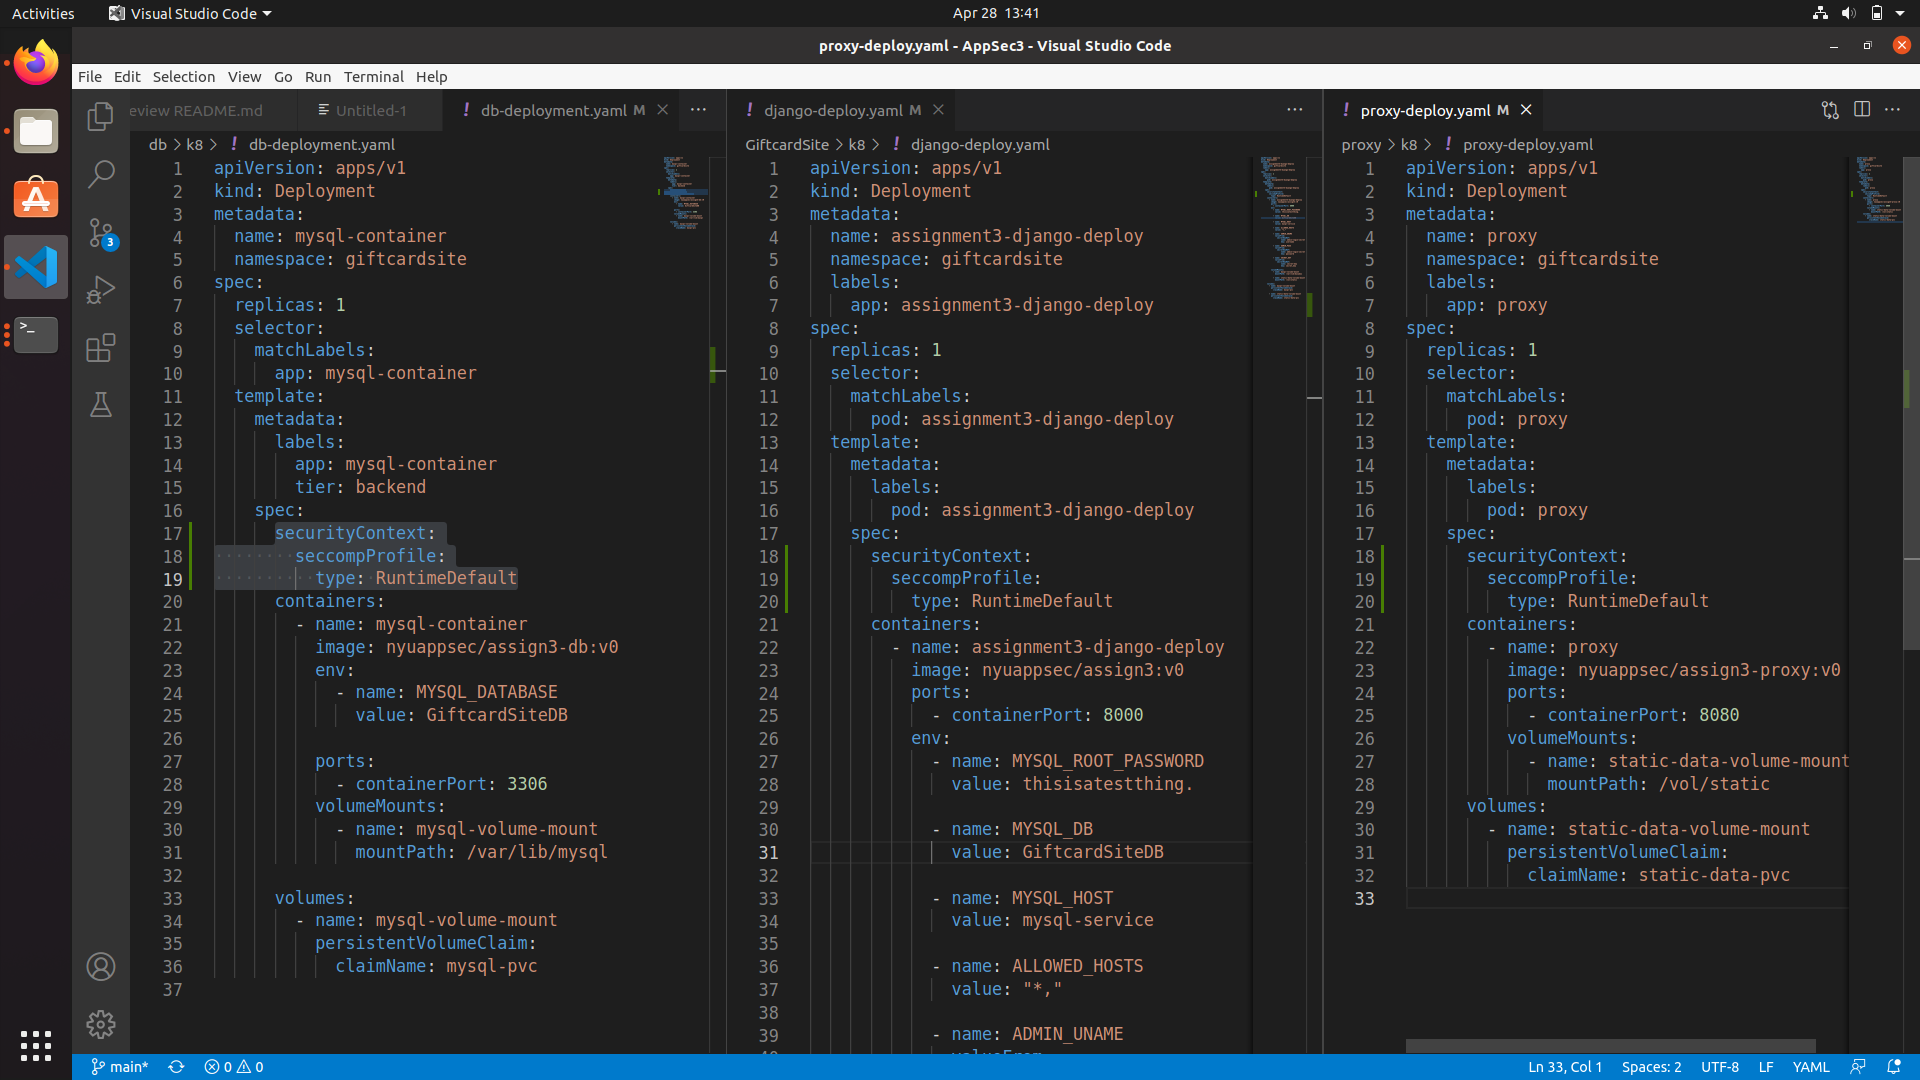 Activities
Visual Studio Code
Apr 28 13:41
proxy-deploy.yaml - AppSec3 - Visual Studio Code
File Edit Selection View Go Run Terminal Help
eview README.md
Untitled-1
! db-deployment.yaml M
db > k8 > ! db-deployment.yaml
1 apiVersion: apps/v1
2 kind: Deployment
3 metadata:
4 name: mysql-container
5 namespace: giftcardsite
6 spec:
7 replicas: 1
8 selector:
9 matchLabels:
10 app: mysql-container
11 template:
12 metadata:
13 labels:
14 app: mysql-container
15 tier: backend
16 spec:
17 securityContext:
18 seccompProfile:
19 type: RuntimeDefault
20 containers:
21 - name: mysql-container
22 image: nyuappsec/assign3-db:v0
23 env:
24 - name: MYSQL_DATABASE
25 value: GiftcardSiteDB
26
27 ports:
28 - containerPort: 3306
29 volumeMounts:
30 - name: mysql-volume-mount
31 mountPath: /var/lib/mysql
32
33 volumes:
34 - name: mysql-volume-mount
35 persistentVolumeClaim:
36 claimName: mysql-pvc
37
! django-deploy.yaml M
GiftcardSite > k8 > ! django-deploy.yaml
1 apiVersion: apps/v1
2 kind: Deployment
3 metadata:
4 name: assignment3-django-deploy
5 namespace: giftcardsite
6 labels:
7 app: assignment3-django-deploy
8 spec:
9 replicas: 1
10 selector:
11 matchLabels:
12 pod: assignment3-django-deploy
13 template:
14 metadata:
15 labels:
16 pod: assignment3-django-deploy
17 spec:
18 securityContext:
19 seccompProfile:
20 type: RuntimeDefault
21 containers:
22 - name: assignment3-django-deploy
23 image: nyuappsec/assign3:v0
24 ports:
25 - containerPort: 8000
26 env:
27 - name: MYSQL_ROOT_PASSWORD
28 value: thisisatestthing.
29
30 - name: MYSQL_DB
31 value: GiftcardSiteDB
32
33 - name: MYSQL_HOST
34 value: mysql-service
35
36 - name: ALLOWED_HOSTS
37 value: "*,"
38
39 - name: ADMIN_UNAME
! proxy-deploy.yaml M
proxy > k8 > ! proxy-deploy.yaml
1 apiVersion: apps/v1
2 kind: Deployment
3 metadata:
4 name: proxy
5 namespace: giftcardsite
6 labels:
7 app: proxy
8 spec:
9 replicas: 1
10 selector:
11 matchLabels:
12 pod: proxy
13 template:
14 metadata:
15 labels:
16 pod: proxy
17 spec:
18 securityContext:
19 seccompProfile:
20 type: RuntimeDefault
21 containers:
22 - name: proxy
23 image: nyuappsec/assign3-proxy:v0
24 ports:
25 - containerPort: 8080
26 volumeMounts:
27 - name: static-data-volume-mount
28 mountPath: /vol/static
29 volumes:
30 - name: static-data-volume-mount
31 persistentVolumeClaim:
32 claimName: static-data-pvc
33
3
main*
0 0
Ln 33, Col 1
Spaces: 2
UTF-8
LF
YAML